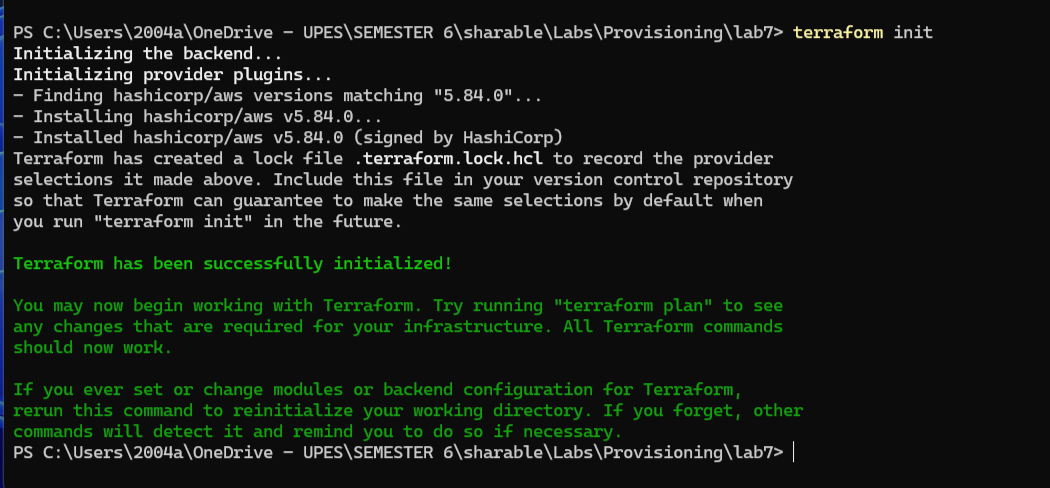 PS C:\Users\2004a\OneDrive - UPES\SEMESTER 6\sharable\Labs\Provisioning\lab7> terraform init
Initializing the backend...
Initializing provider plugins...
- Finding hashicorp/aws versions matching "5.84.0"...
- Installing hashicorp/aws v5.84.0...
- Installed hashicorp/aws v5.84.0 (signed by HashiCorp)
Terraform has created a lock file .terraform.lock.hcl to record the provider
selections it made above. Include this file in your version control repository
so that Terraform can guarantee to make the same selections by default when
you run "terraform init" in the future.
Terraform has been successfully initialized!
You may now begin working with Terraform. Try running "terraform plan" to see
any changes that are required for your infrastructure. All Terraform commands
should now work.
If you ever set or change modules or backend configuration for Terraform,
rerun this command to reinitialize your working directory. If you forget, other
commands will detect it and remind you to do so if necessary.
PS C:\Users\2004a\OneDrive - UPES\SEMESTER 6\sharable\Labs\Provisioning\lab7>